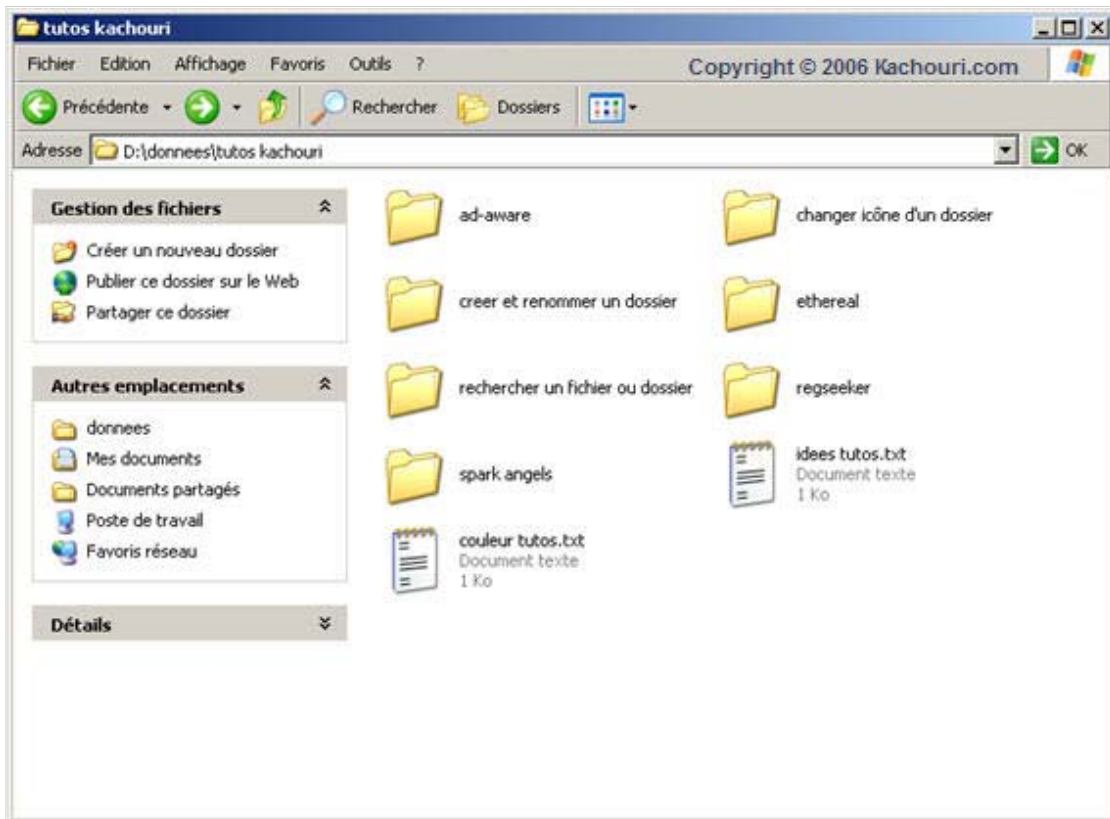 tutos kachouri
Fichier Edition Affichage Favoris Outils ?
Copyright © 2006 Kachouri.com
Précédente Rechercher Dossiers
Adresse D:\donnees\tutos kachouri OK
Gestion des fichiers
Créer un nouveau dossier
Publier ce dossier sur le Web
Partager ce dossier
Autres emplacements
donnees
Mes documents
Documents partagés
Poste de travail
Favoris réseau
Détails
ad-aware
changer icône d'un dossier
creer et renommer un dossier
ethereal
rechercher un fichier ou dossier
regseeker
spark angels
idees tutos.txt
Document texte
1 Ko
couleur tutos.txt
Document texte
1 Ko